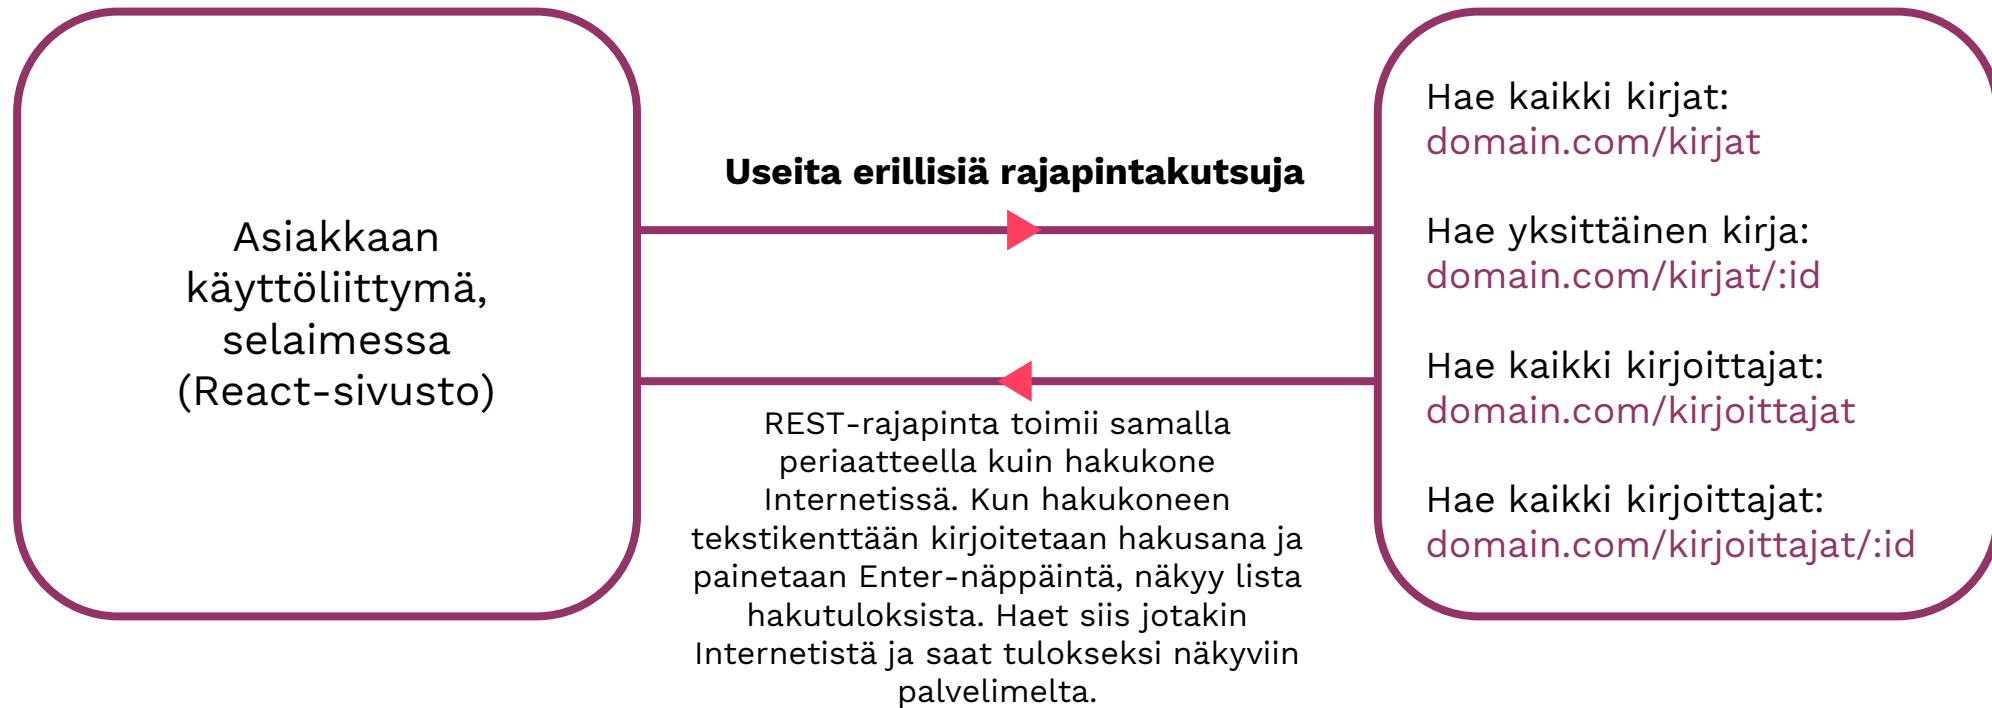 Asiakkaan
käyttöliittymä,
selaimessa
(React-sivusto)
Useita erillisiä rajapintakutsuja
REST-rajapinta toimii samalla
periaatteella kuin hakukone
Internetissä. Kun hakukoneen
tekstikenttään kirjoitetaan hakusana ja
painetaan Enter-näppäintä, näkyy lista
hakutuloksista. Haet siis jotakin
Internetistä ja saat tulokseksi näkyviin
palvelimelta.
Hae kaikki kirjat:
domain.com/kirjat
Hae yksittäinen kirja:
domain.com/kirjat/:id
Hae kaikki kirjoittajat:
domain.com/kirjoittajat
Hae kaikki kirjoittajat:
domain.com/kirjoittajat/:id